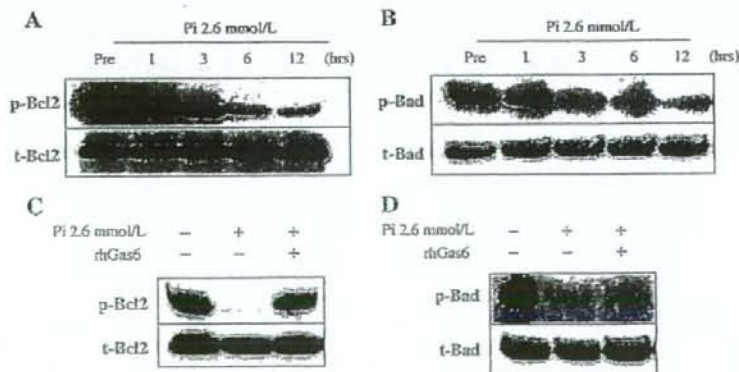 A
Pi 2.6 mmol/L
Pre 1 3 6 12 (hrs)
p-Bcl2
t-Bcl2
B
Pi 2.6 mmol/L
Pre 1 3 6 12 (hrs)
p-Bad
t-Bad
C
Pi 2.6 mmol/L − + +
rhGas6 − − +
p-Bcl2
t-Bcl2
D
Pi 2.6 mmol/L − + +
rhGas6 − − +
p-Bad
t-Bad